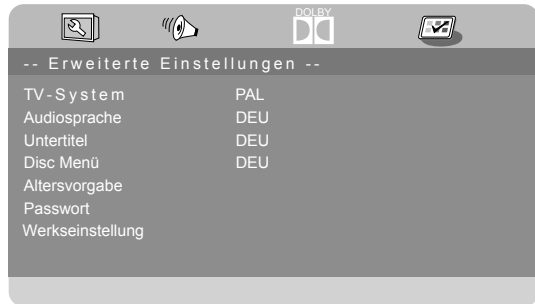 DOLBY
-- Erweiterte Einstellungen --
TV-System PAL
Audiosprache DEU
Untertitel DEU
Disc Menü DEU
Altersvorgabe
Passwort
Werkseinstellung